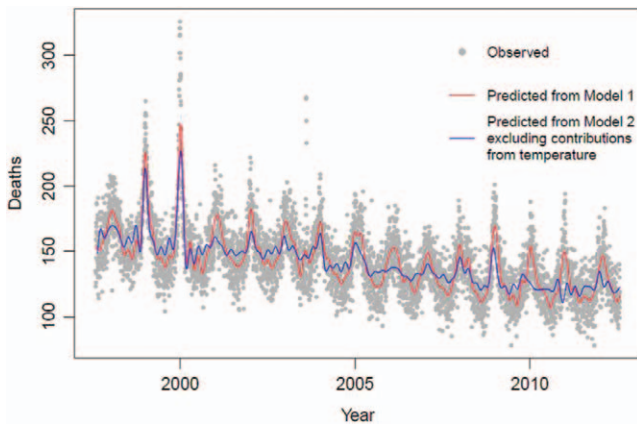 300
250
200
150
100
Deaths
Observed
Predicted from Model 1
Predicted from Model 2
excluding contributions
from temperature
2000
2005
2010
Year